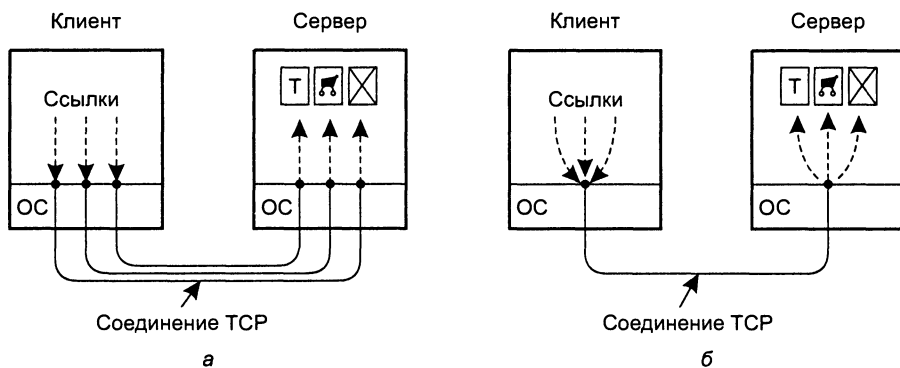 Клиент Сервер Клиент Сервер
Т Т
Ссылки Ссылки
ОС ОС ОС ОС
Соединение TCP Соединение TCP
а б